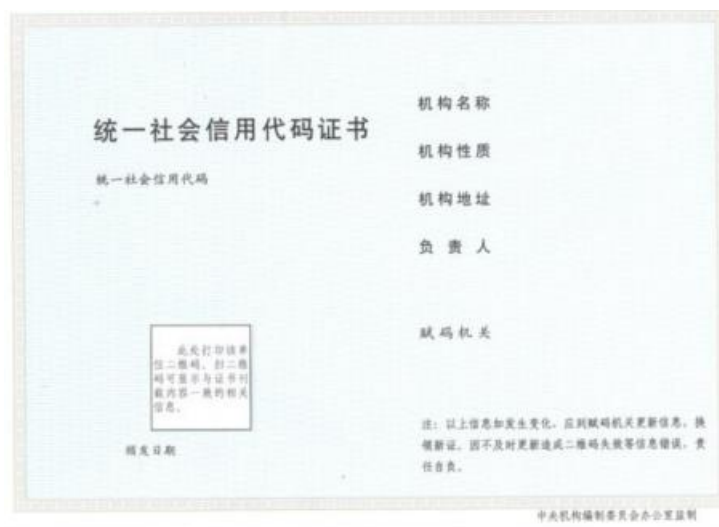 统一社会信用代码证书
统一社会信用代码
此处打印该单
位二维码，扫二维
码可显示与证书刊
载内容一致的相关
信息。
颁发日期
机构名称
机构性质
机构地址
负责人
赋码机关
注：以上信息如发生变化，应到赋码机关更新信息，换
领新证。因不及时更新造成二维码失效等信息错误，责
任自负。
中央机构编制委员会办公室监制